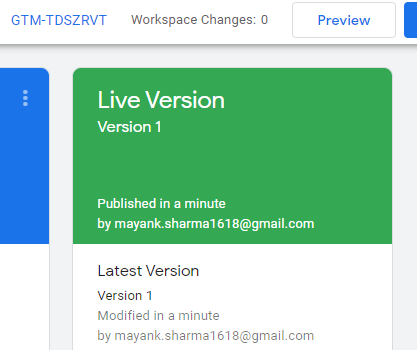 GTM-TDSZRVT Workspace Changes: 0 Preview
Live Version
Version 1
Published in a minute
by mayank.sharma1618@gmail.com
Latest Version
Version 1
Modified in a minute
by mayank.sharma1618@gmail.com